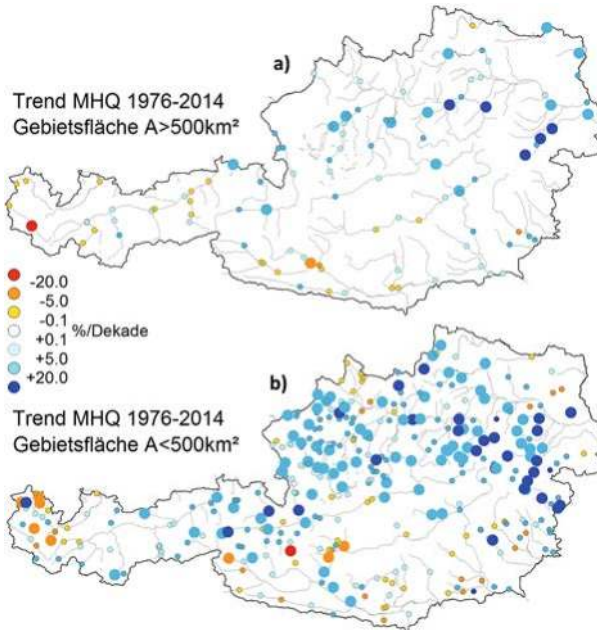 a)
Trend MHQ 1976-2014
Gebietsfläche A>500km²
-20.0
-5.0
-0.1
+0.1 %/Dekade
+5.0
+20.0
b)
Trend MHQ 1976-2014
Gebietsfläche A<500km²